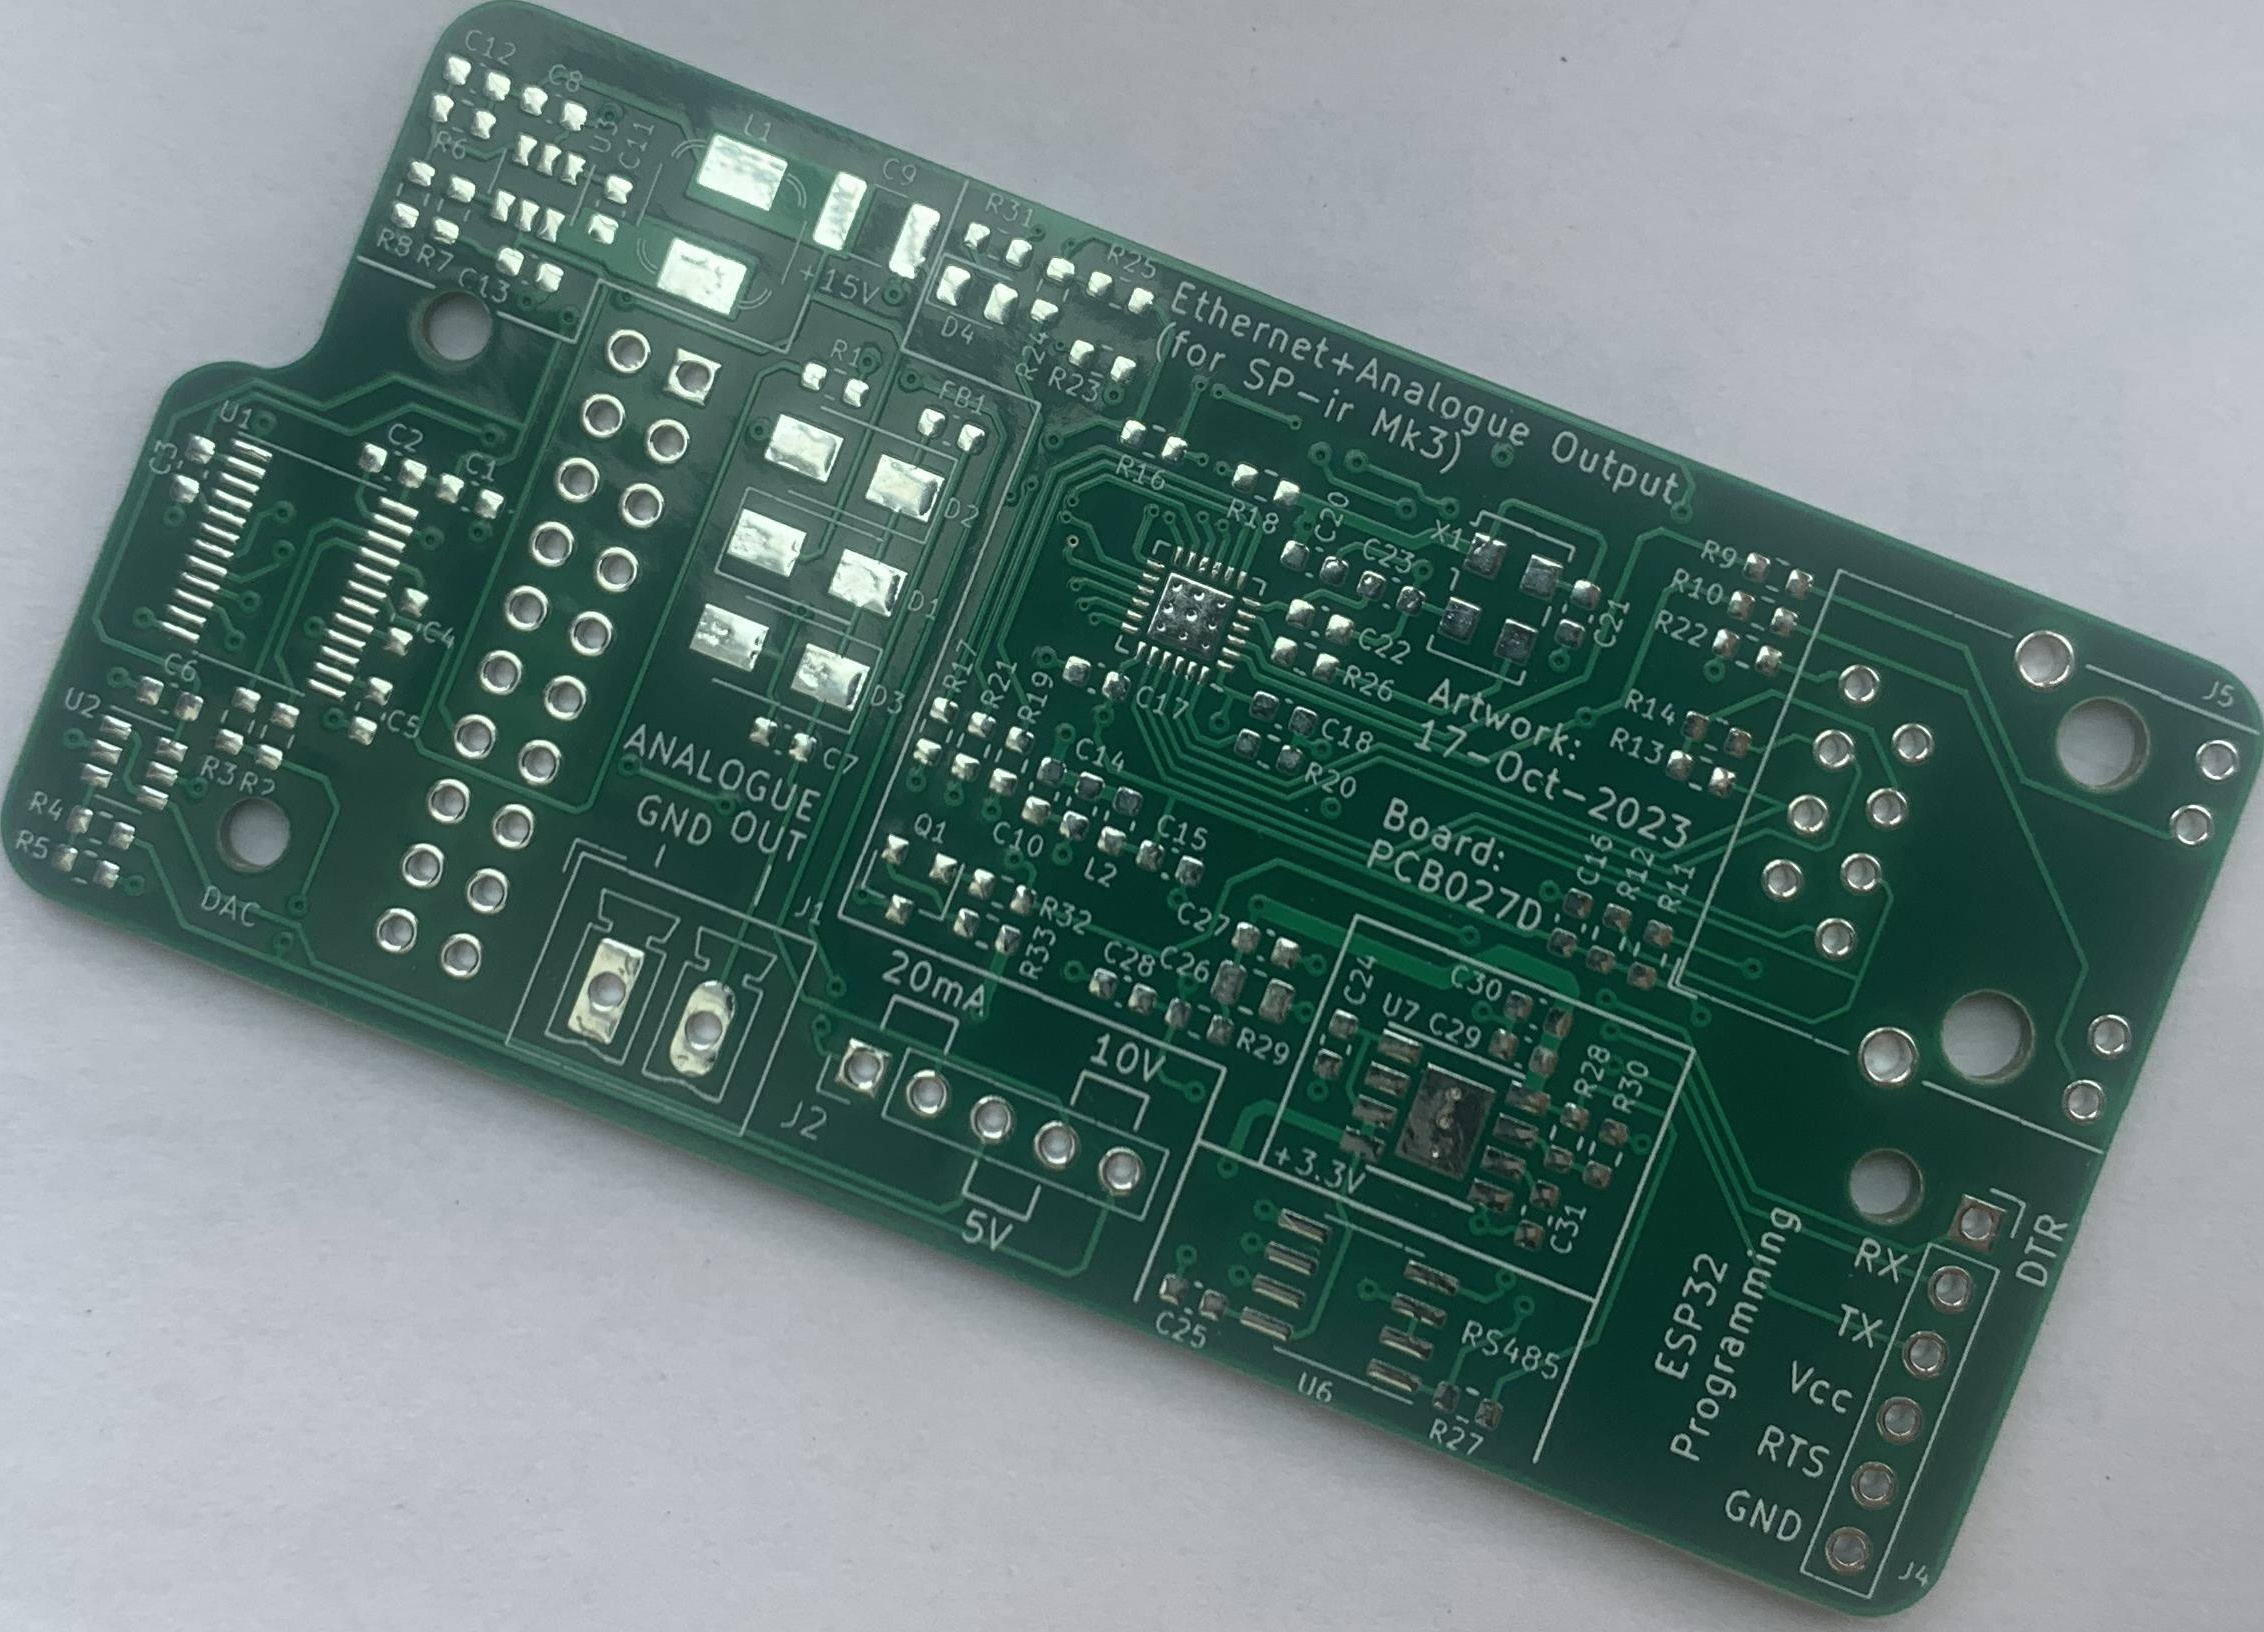 C12
C8
U3
C11
R6
L1
C9
R8
R7
C13
+15V
R31
R25
D4
R24
R23
Ethernet+Analogue Output
(for SP-ir Mk3)
R1
FB1
U1
C3
C2
C1
D2
D1
D3
R16
R18
C20
C23
X1
C21
C22
R26
R9
R10
R22
R14
R13
J5
C4
C5
C6
U2
R3
R2
R4
R5
DAC
C7
ANALOGUE
GND OUT
J1
R17
R21
R19
C17
C18
R20
C14
C10
L2
C15
Artwork:
17-Oct-2023
Board:
PCB027D
C16
R12
R11
Q1
R32
R33
20mA
10V
5V
J2
C27
C28
C26
R29
C24
U7
C30
C29
R28
R30
C31
+3.3V
C25
U6
RS485
R27
ESP32
Programming
DTR
RX
TX
Vcc
RTS
GND
J4